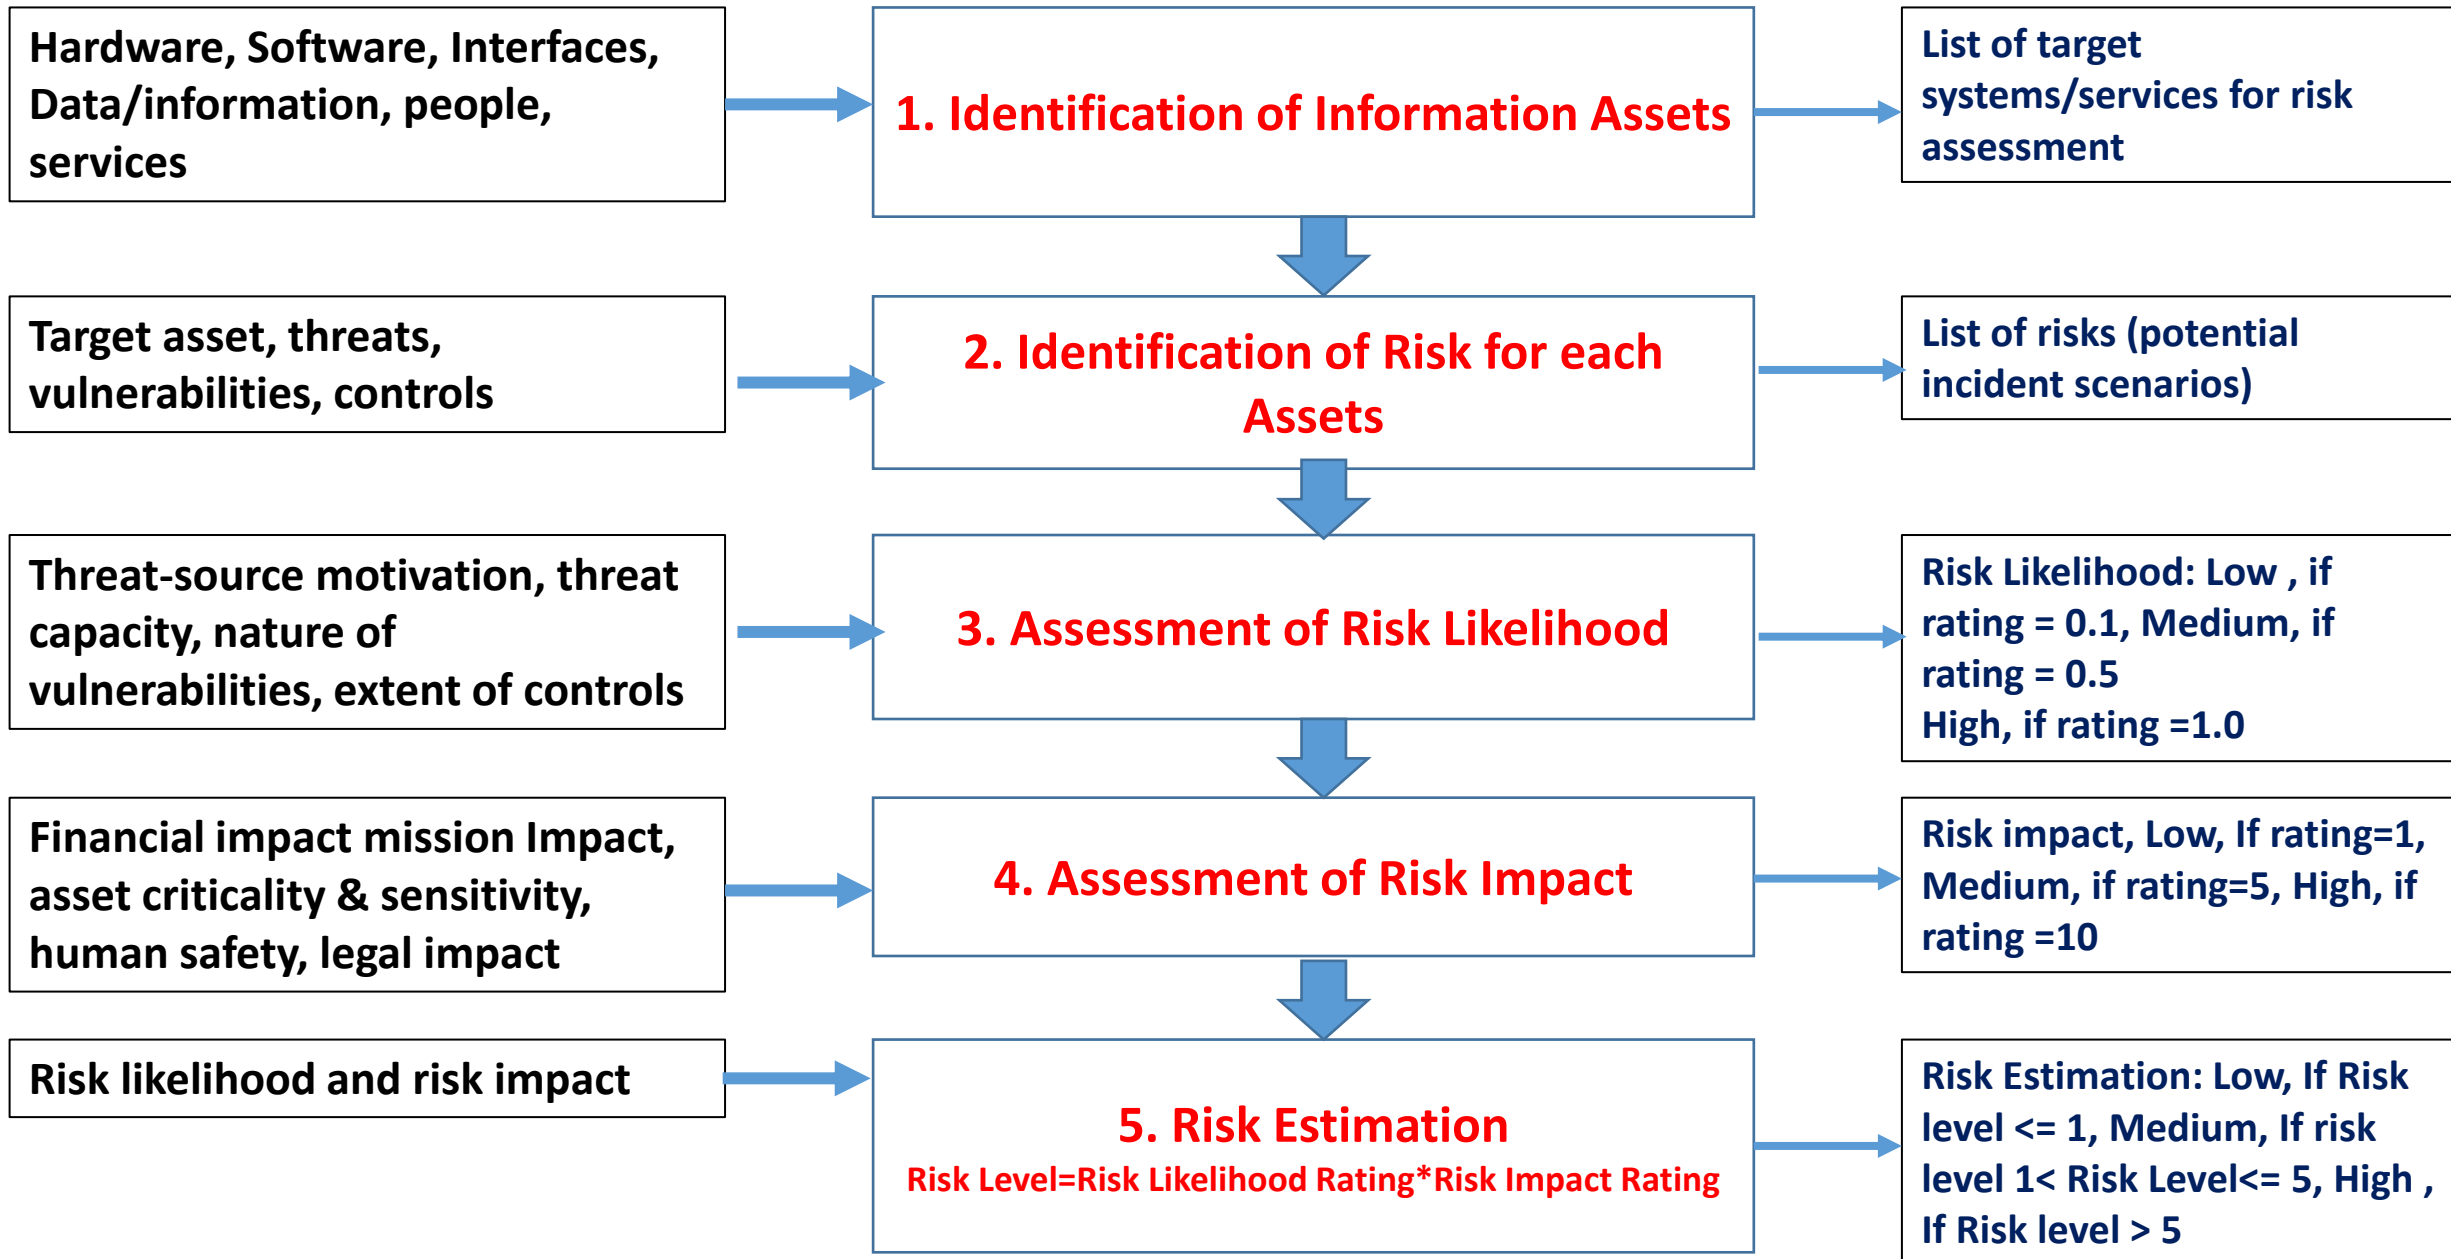 Hardware, Software, Interfaces,
Data/information, people,
services
1. Identification of Information Assets
List of target
systems/services for risk
assessment
Target asset, threats,
vulnerabilities, controls
2. Identification of Risk for each
Assets
List of risks (potential
incident scenarios)
Threat-source motivation, threat
capacity, nature of
vulnerabilities, extent of controls
3. Assessment of Risk Likelihood
Risk Likelihood: Low , if
rating = 0.1, Medium, if
rating = 0.5
High, if rating =1.0
Financial impact mission Impact,
asset criticality & sensitivity,
human safety, legal impact
4. Assessment of Risk Impact
Risk impact, Low, If rating=1,
Medium, if rating=5, High, if
rating =10
Risk likelihood and risk impact
5. Risk Estimation
Risk Level=Risk Likelihood Rating*Risk Impact Rating
Risk Estimation: Low, If Risk
level <= 1, Medium, If risk
level 1< Risk Level<= 5, High ,
If Risk level > 5